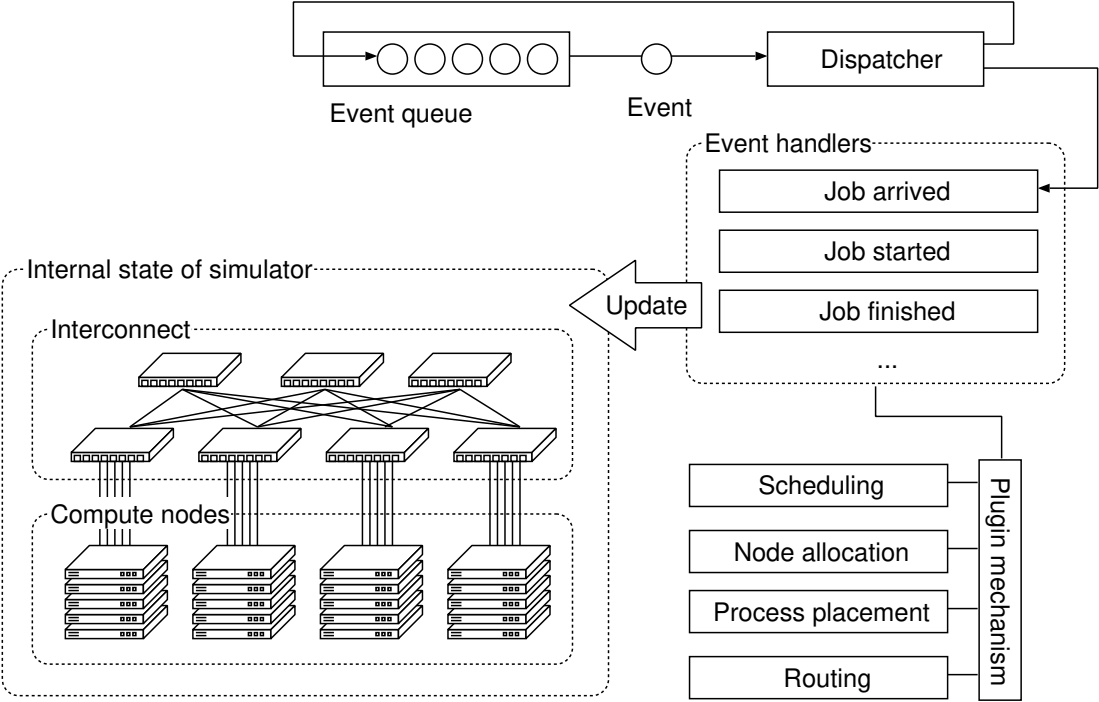 Dispatcher
Event queue
Event
Event handlers
Job arrived
Job started
Job finished
...
Update
Internal state of simulator
Interconnect
Compute nodes
Scheduling
Node allocation
Process placement
Routing
Plugin mechanism